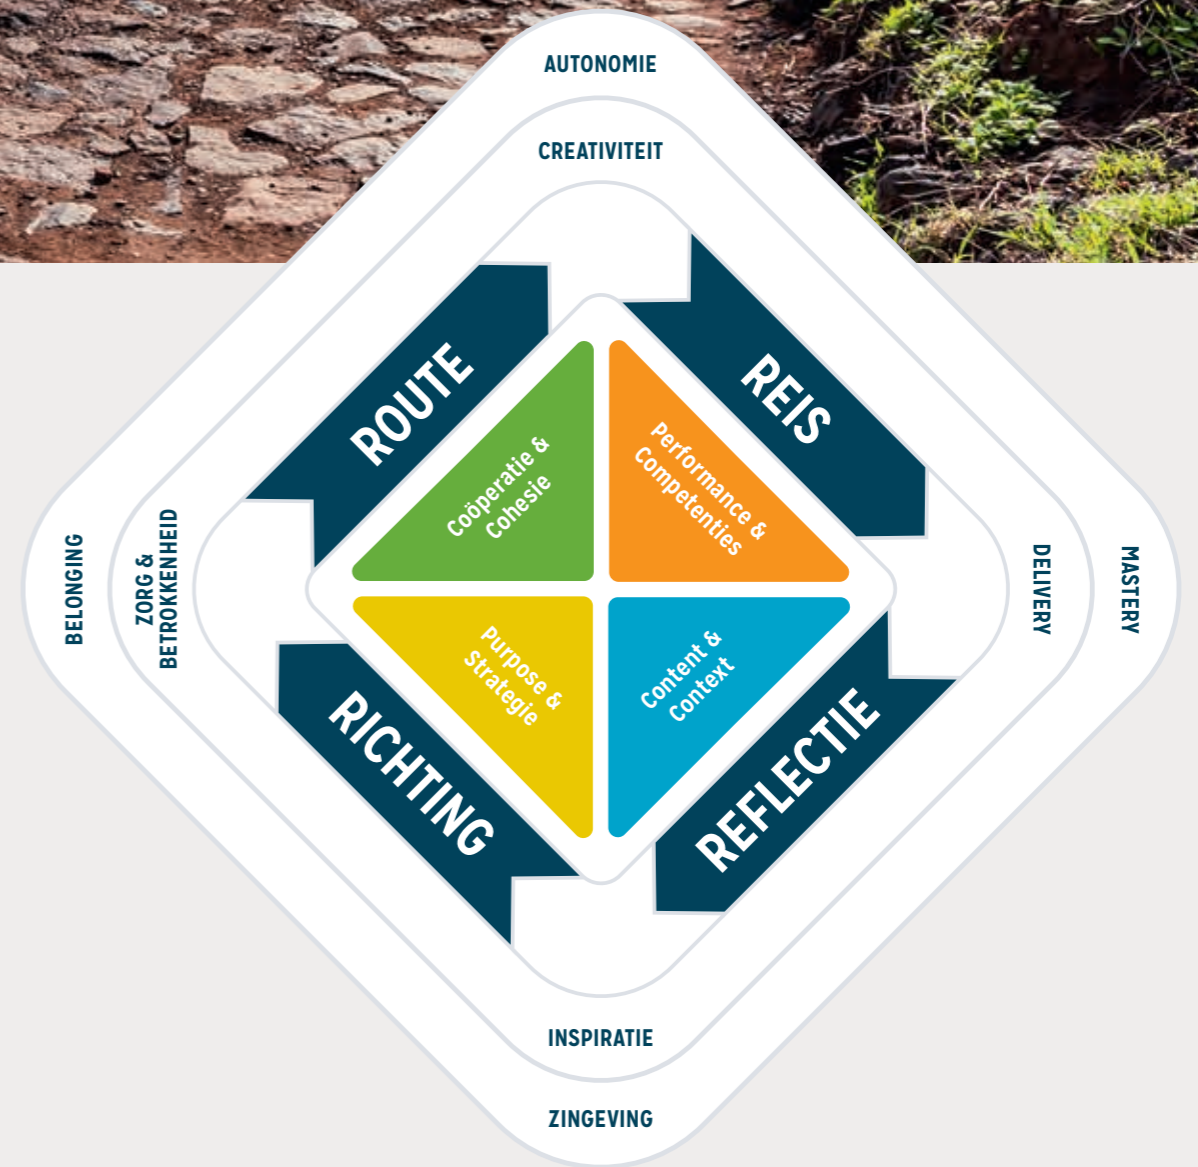 AUTONOMIE
CREATIVITEIT
ROUTE
REIS
Coöperatie &
Cohesie
Performance &
Competenties
BELONGING
ZORG &
BETROKKENHEID
DELIVERY
MASTERY
Purpose &
Strategie
Content &
Context
RICHTING
REFLECTIE
INSPIRATIE
ZINGEVING